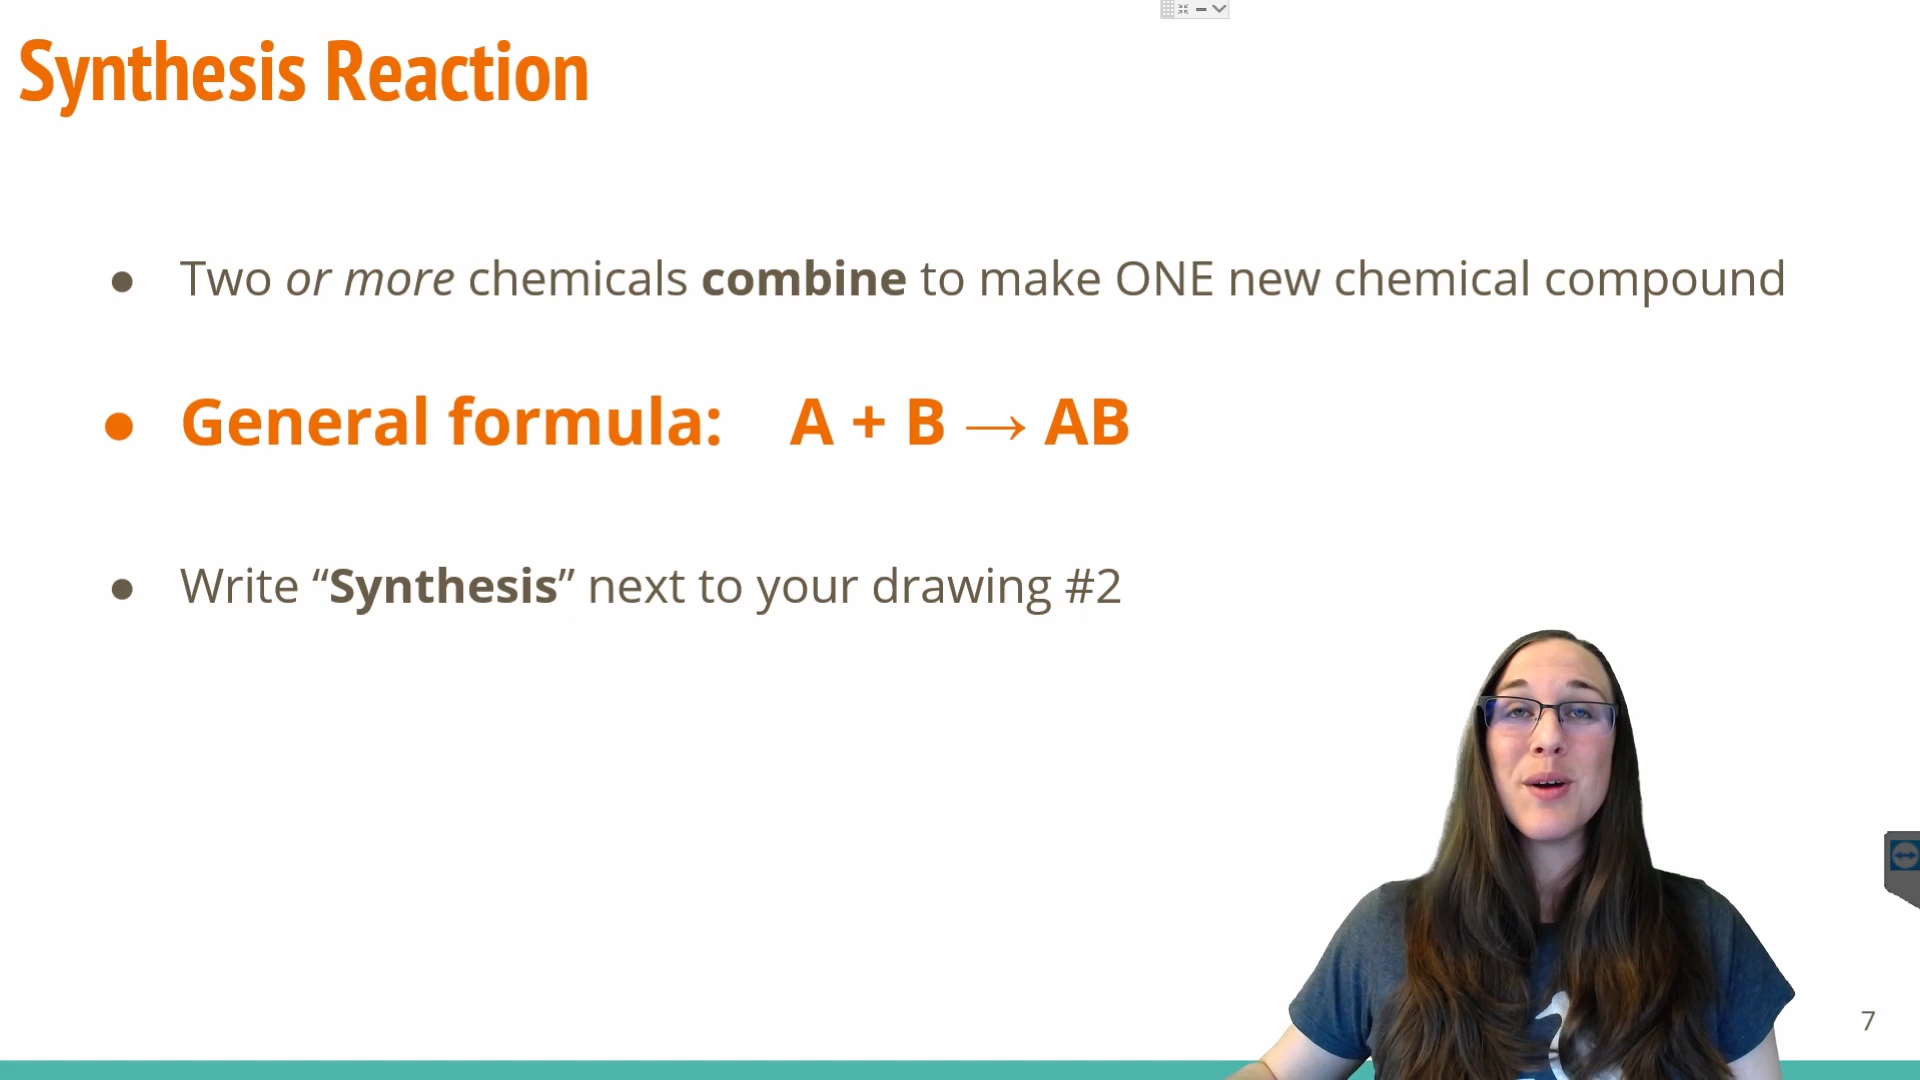 Synthesis Reaction
● Two or more chemicals combine to make ONE new chemical compound
● General formula: A + B → AB
● Write “Synthesis” next to your drawing #2
7